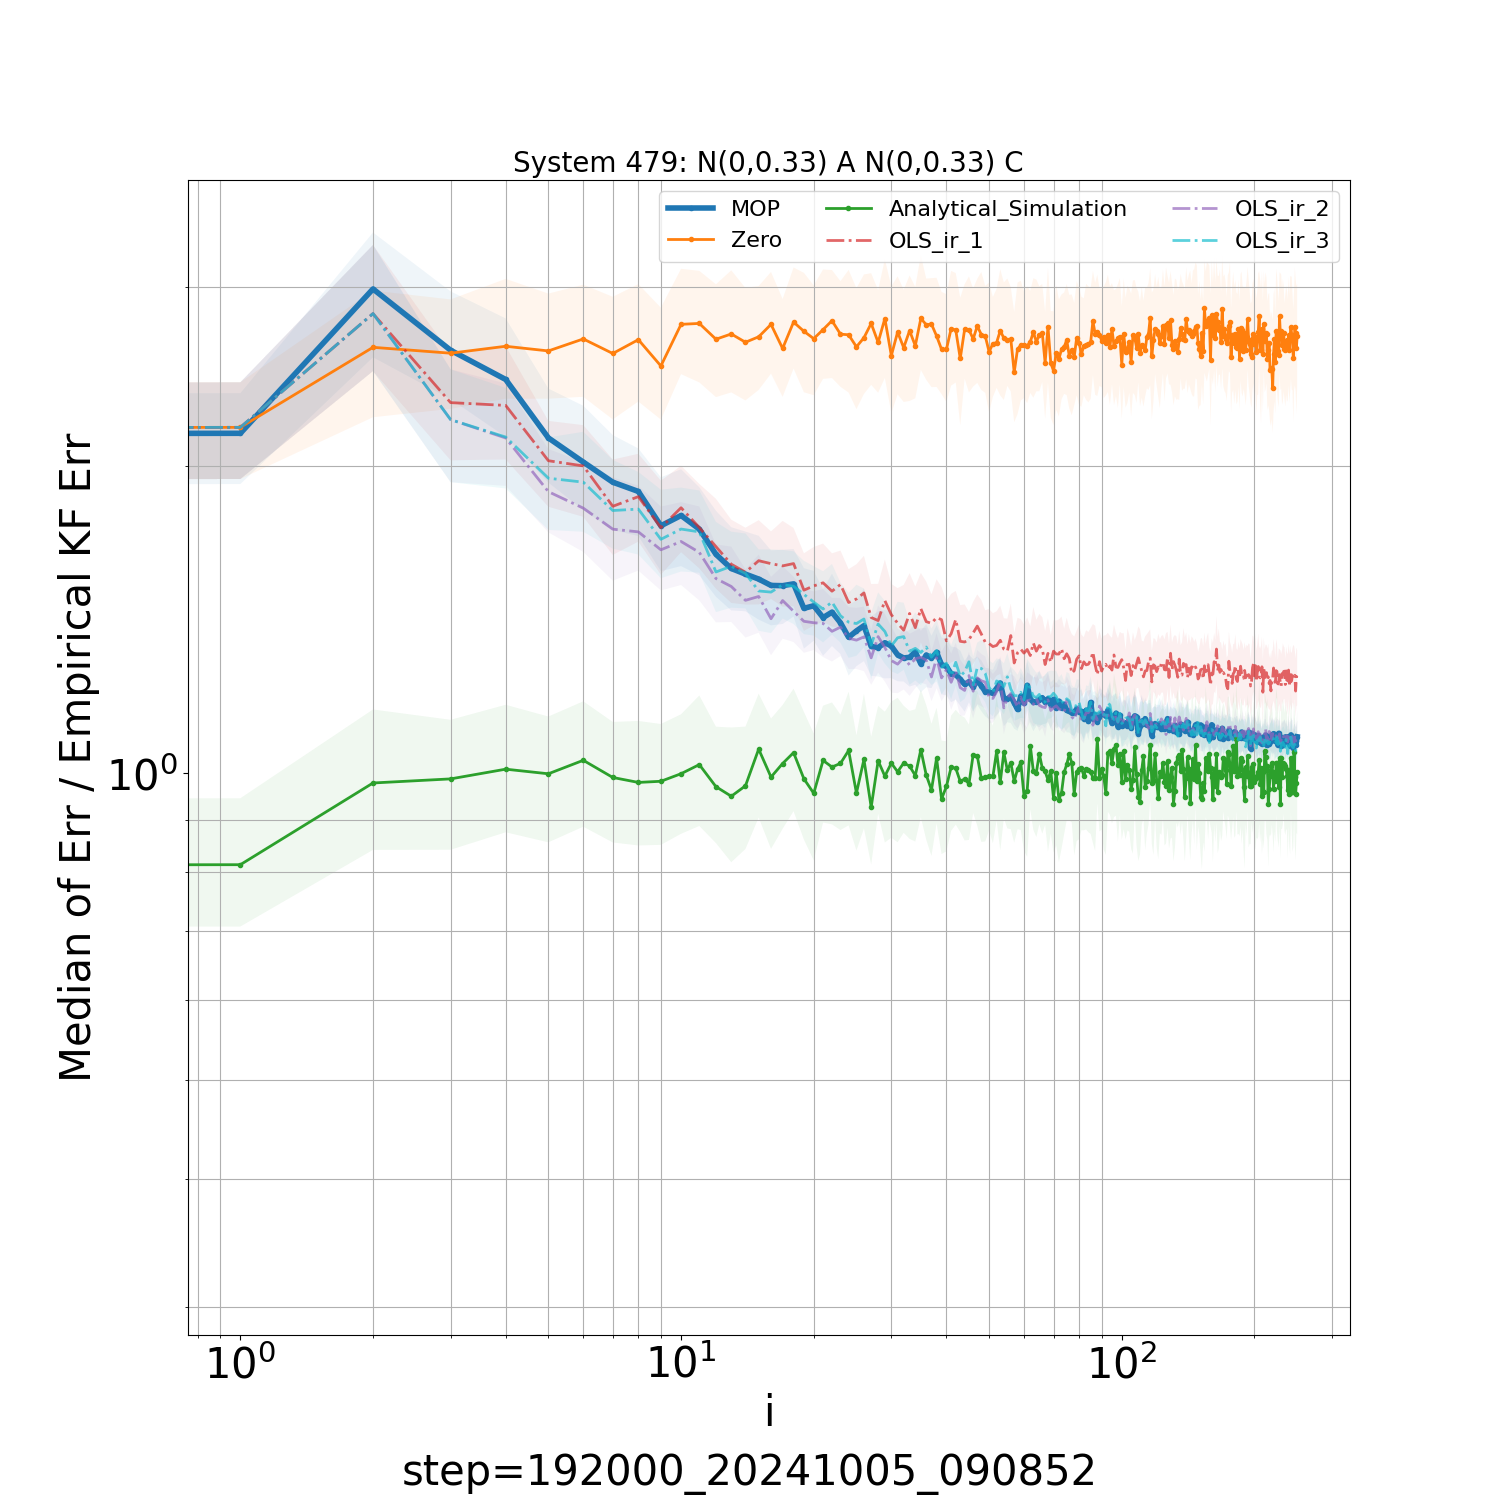 System 479: N(0,0.33) A N(0,0.33) C
MOP
Zero
Analytical_Simulation
OLS_ir_1
OLS_ir_2
OLS_ir_3
Median of Err / Empirical KF Err
10⁰
10⁰ 10¹ 10²
i
step=192000_20241005_090852